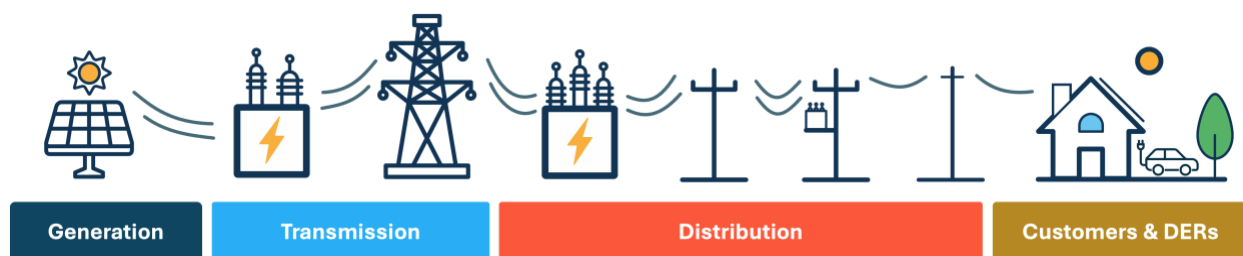 Generation
Transmission
Distribution
Customers & DERs